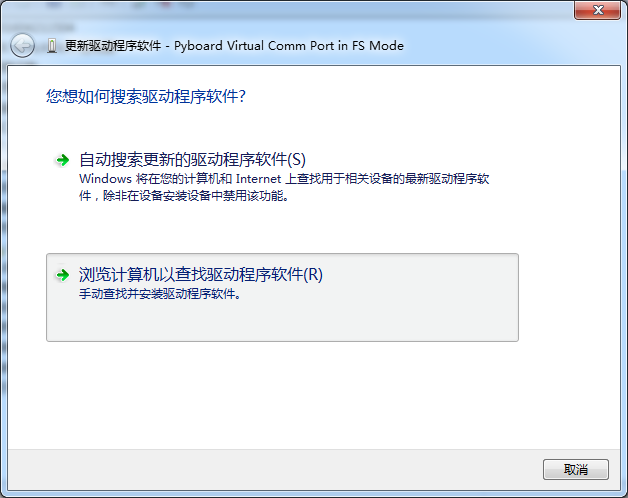 更新驱动程序软件 - Pyboard Virtual Comm Port in FS Mode
您想如何搜索驱动程序软件?
自动搜索更新的驱动程序软件(S)
Windows 将在您的计算机和 Internet 上查找用于相关设备的最新驱动程序软
件，除非在设备安装设备中禁用该功能。
浏览计算机以查找驱动程序软件(R)
手动查找并安装驱动程序软件。
取消